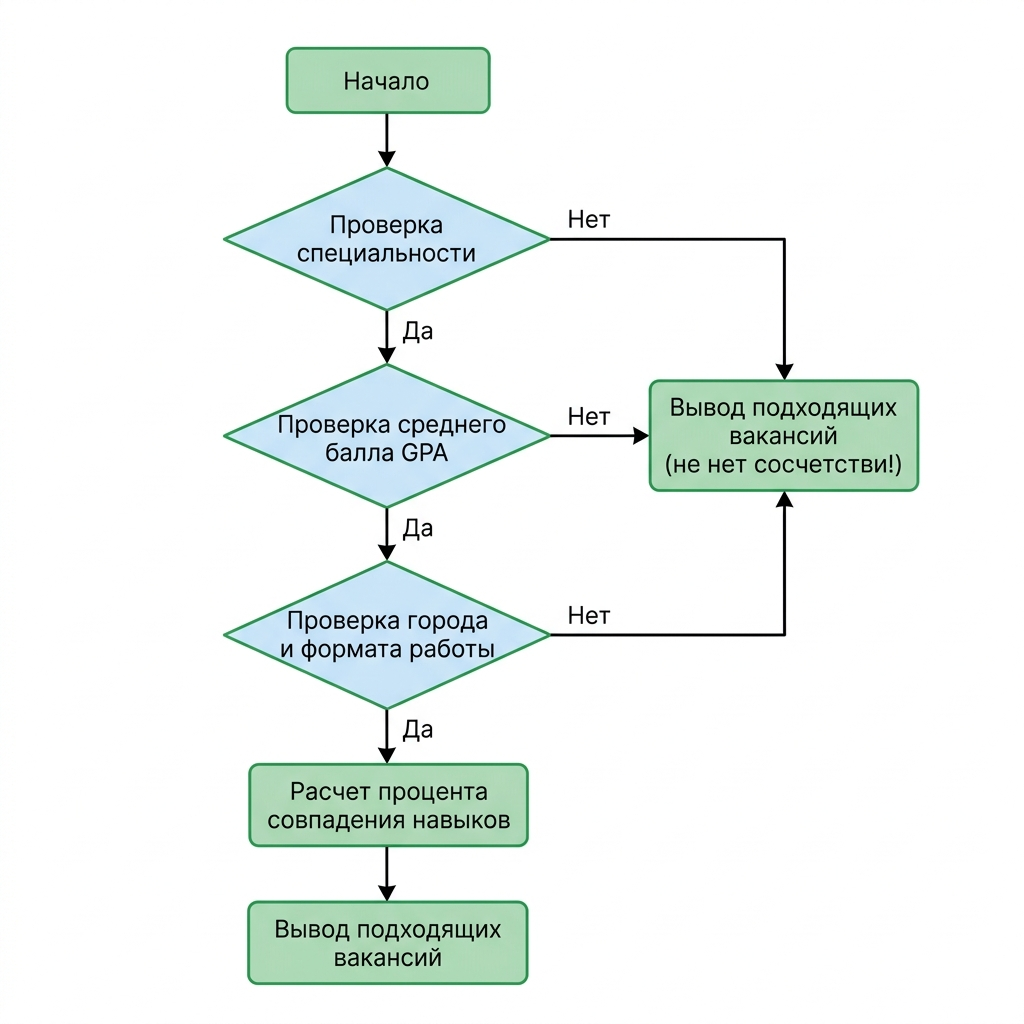 Начало
Проверка
специальности
Нет
Да
Проверка среднего
балла GPA
Нет
Вывод подходящих
вакансий
(не нет сосчетстви!)
Да
Проверка города
и формата работы
Нет
Да
Расчет процента
совпадения навыков
Вывод подходящих
вакансий